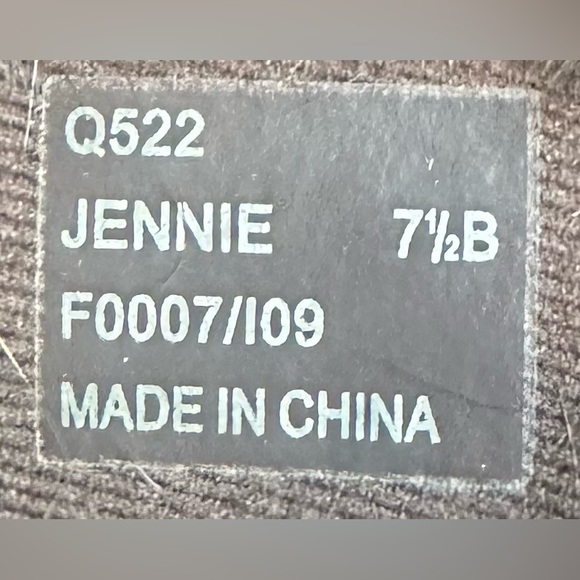 Q522
JENNIE 7½B
F0007/I09
MADE IN CHINA